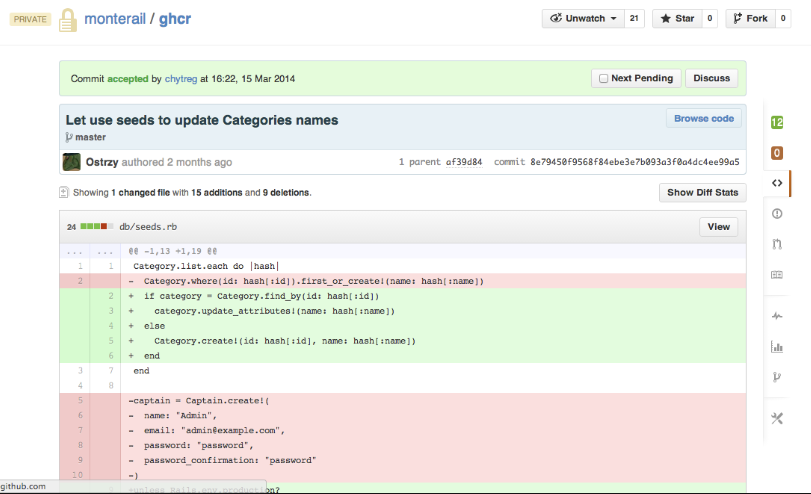 PRIVATE monterail / ghcr Unwatch 21 Star 0 Fork 0
Commit accepted by chytreg at 16:22, 15 Mar 2014 Next Pending Discuss
Let use seeds to update Categories names Browse code
master
Ostrzy authored 2 months ago 1 parent af39d84 commit 8e79450f9568f84ebe3e7b093a3f0a4dc4ee99a5
Showing 1 changed file with 15 additions and 9 deletions. Show Diff Stats
24 db/seeds.rb View
... ... @@ -1,13 +1,19 @@
1 1 Category.list.each do |hash|
2 - Category.where(id: hash[:id]).first_or_create!(name: hash[:name])
2 + if category = Category.find_by(id: hash[:id])
3 + category.update_attributes!(name: hash[:name])
4 + else
5 + Category.create!(id: hash[:id], name: hash[:name])
6 + end
3 7 end
4 8
5 -captain = Captain.create!(
6 - name: "Admin",
7 - email: "admin@example.com",
8 - password: "password",
9 - password_confirmation: "password"
10 -)
+unless Rails.env.production?
github.com
12
0